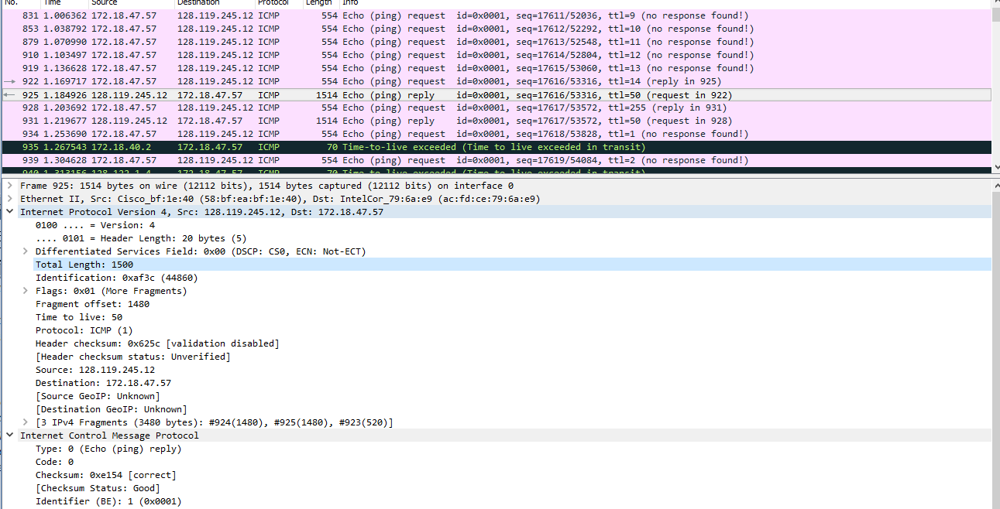 No. Time Source Destination Protocol Length Info
831 1.006362 172.18.47.57 128.119.245.12 ICMP 554 Echo (ping) request id=0x0001, seq=17611/52036, ttl=9 (no response found!)
853 1.038792 172.18.47.57 128.119.245.12 ICMP 554 Echo (ping) request id=0x0001, seq=17612/52292, ttl=10 (no response found!)
879 1.070990 172.18.47.57 128.119.245.12 ICMP 554 Echo (ping) request id=0x0001, seq=17613/52548, ttl=11 (no response found!)
910 1.103497 172.18.47.57 128.119.245.12 ICMP 554 Echo (ping) request id=0x0001, seq=17614/52804, ttl=12 (no response found!)
919 1.136628 172.18.47.57 128.119.245.12 ICMP 554 Echo (ping) request id=0x0001, seq=17615/53060, ttl=13 (no response found!)
922 1.169717 172.18.47.57 128.119.245.12 ICMP 554 Echo (ping) request id=0x0001, seq=17616/53316, ttl=14 (reply in 925)
925 1.184926 128.119.245.12 172.18.47.57 ICMP 1514 Echo (ping) reply id=0x0001, seq=17616/53316, ttl=50 (request in 922)
928 1.203692 172.18.47.57 128.119.245.12 ICMP 554 Echo (ping) request id=0x0001, seq=17617/53572, ttl=255 (reply in 931)
931 1.219677 128.119.245.12 172.18.47.57 ICMP 1514 Echo (ping) reply id=0x0001, seq=17617/53572, ttl=50 (request in 928)
934 1.253690 172.18.47.57 128.119.245.12 ICMP 554 Echo (ping) request id=0x0001, seq=17618/53828, ttl=1 (no response found!)
935 1.267543 172.18.40.2 172.18.47.57 ICMP 70 Time-to-live exceeded (Time to live exceeded in transit)
939 1.304628 172.18.47.57 128.119.245.12 ICMP 554 Echo (ping) request id=0x0001, seq=17619/54084, ttl=2 (no response found!)
940 1.313156 128.122.1.4 172.18.47.57 ICMP 70 Time-to-live exceeded (Time to live exceeded in transit)
Frame 925: 1514 bytes on wire (12112 bits), 1514 bytes captured (12112 bits) on interface 0
Ethernet II, Src: Cisco_bf:1e:40 (58:bf:ea:bf:1e:40), Dst: IntelCor_79:6a:e9 (ac:fd:ce:79:6a:e9)
Internet Protocol Version 4, Src: 128.119.245.12, Dst: 172.18.47.57
0100 .... = Version: 4
.... 0101 = Header Length: 20 bytes (5)
Differentiated Services Field: 0x00 (DSCP: CS0, ECN: Not-ECT)
Total Length: 1500
Identification: 0xaf3c (44860)
Flags: 0x01 (More Fragments)
Fragment offset: 1480
Time to live: 50
Protocol: ICMP (1)
Header checksum: 0x625c [validation disabled]
[Header checksum status: Unverified]
Source: 128.119.245.12
Destination: 172.18.47.57
[Source GeoIP: Unknown]
[Destination GeoIP: Unknown]
[3 IPv4 Fragments (3480 bytes): #924(1480), #925(1480), #923(520)]
Internet Control Message Protocol
Type: 0 (Echo (ping) reply)
Code: 0
Checksum: 0xe154 [correct]
[Checksum Status: Good]
Identifier (BE): 1 (0x0001)